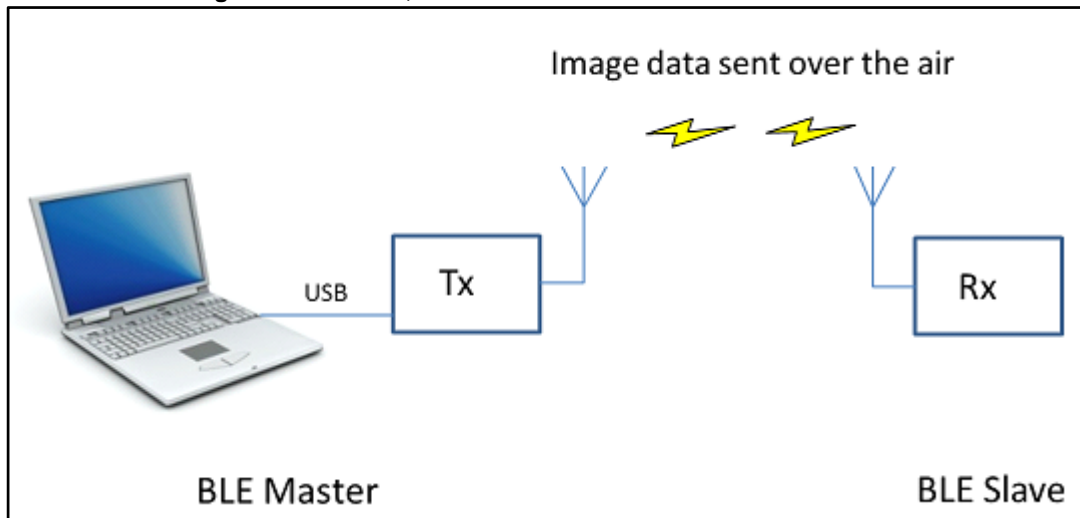 Image data sent over the air
USB
Tx
Rx
BLE Master
BLE Slave